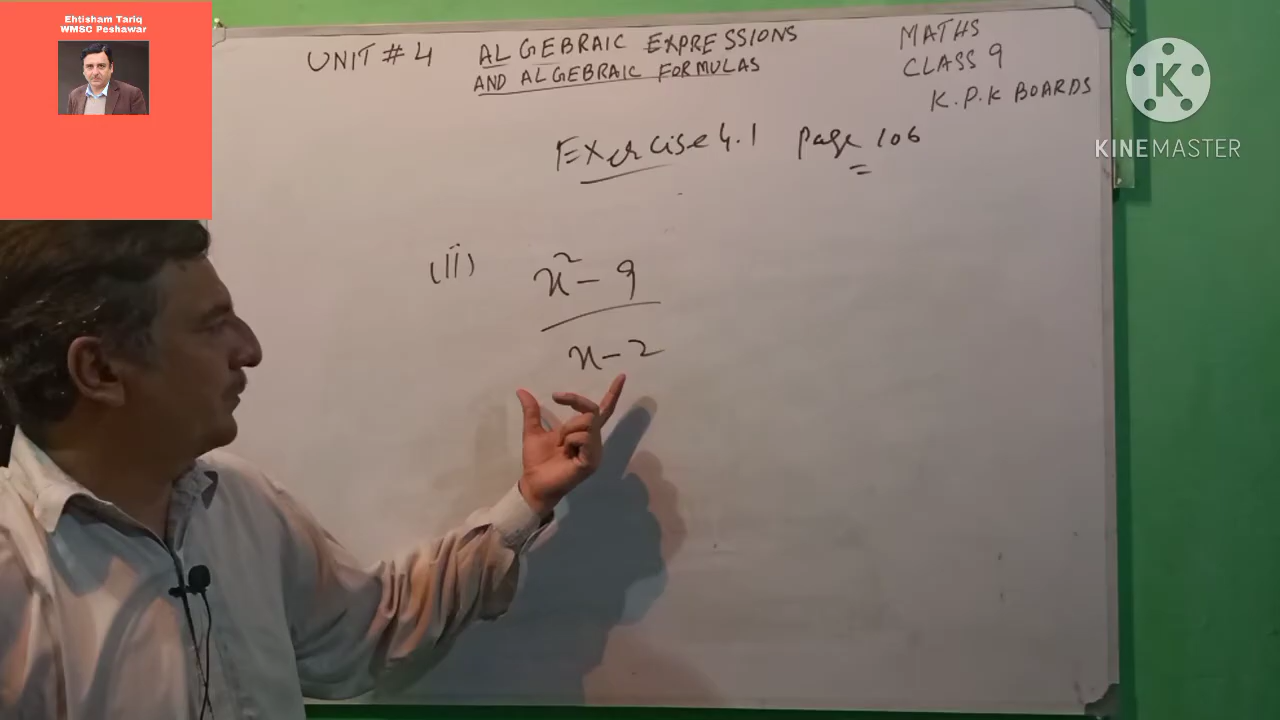 Ehtisham Tariq
WMSC Peshawar
UNIT # 4 ALGEBRAIC EXPRESSIONS
AND ALGEBRAIC FORMULAS
MATHS
CLASS 9
K.P.K BOARDS
K
KINEMASTER
Exercise 4.1 page 106
(ii) x² - 9
x - 2